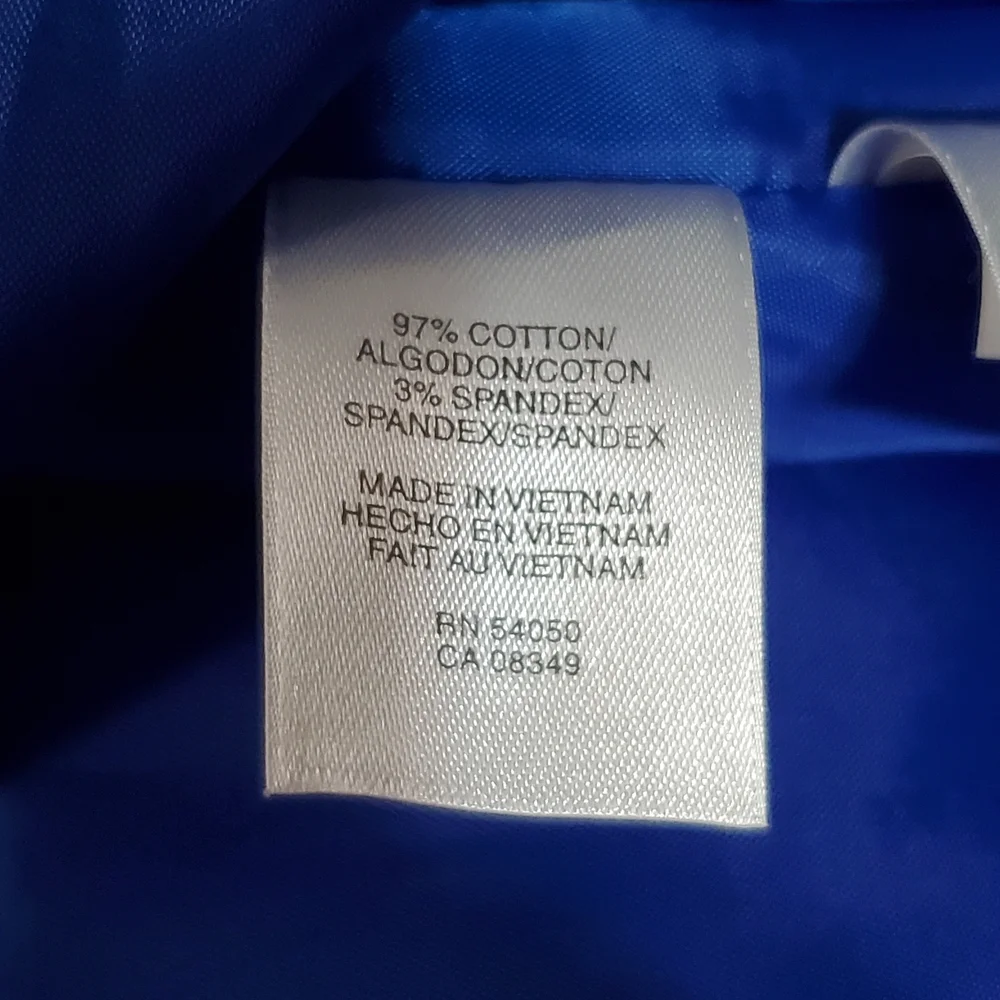 97% COTTON/
ALGODON/COTON
3% SPANDEX/
SPANDEX/SPANDEX
MADE IN VIETNAM
HECHO EN VIETNAM
FAIT AU VIETNAM
RN 54050
CA 08349